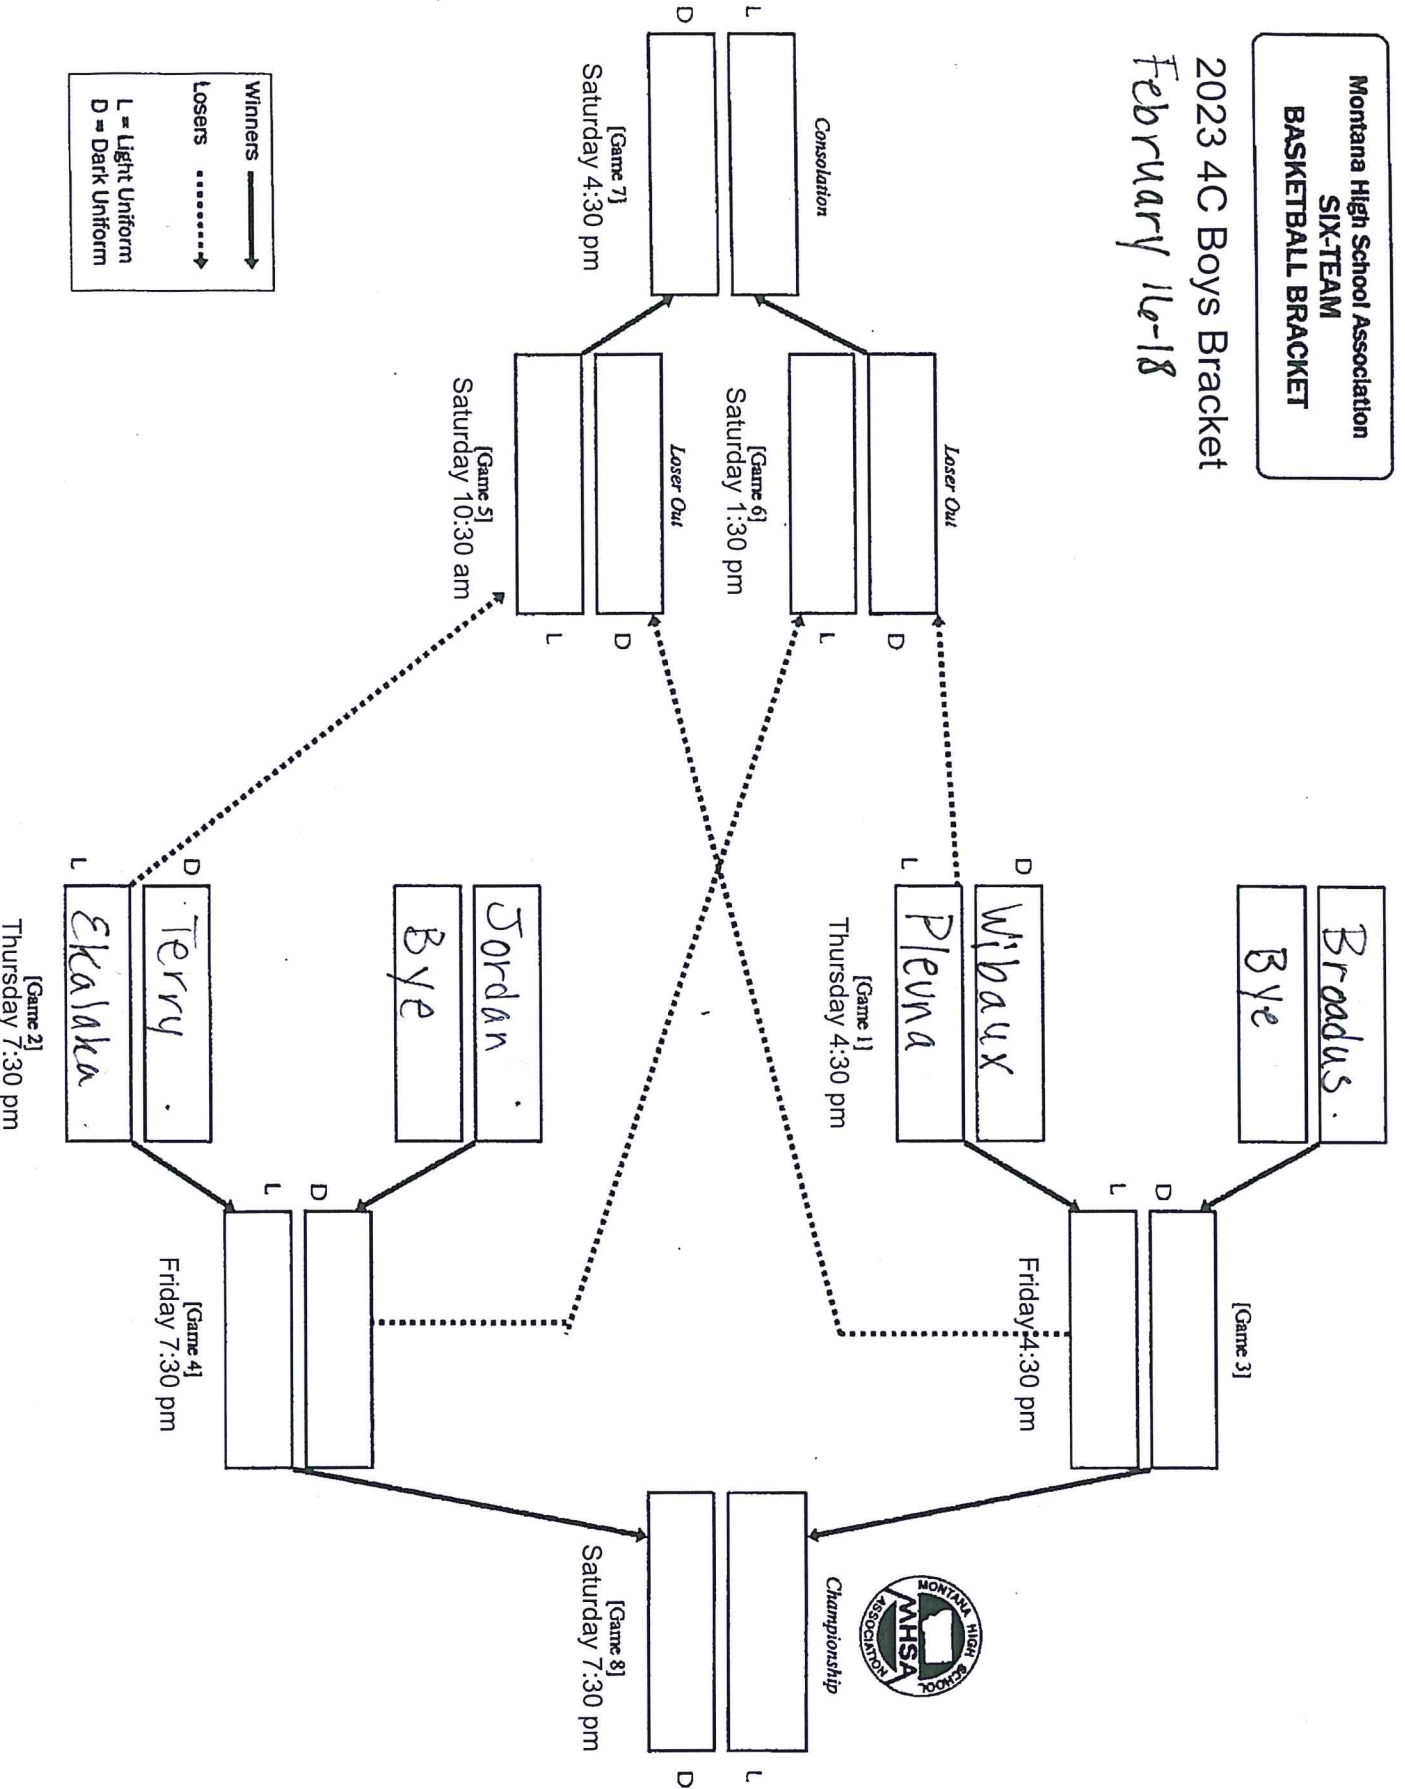 Montana High School Association
SIX-TEAM
BASKETBALL BRACKET
2023 4C Boys Bracket
February 16-18
Broadus.
Bye
[Game 3]
D
L
Friday 4:30 pm
D
Wibaux
L
Plevna
[Game 1]
Thursday 4:30 pm
MONTANA HIGH SCHOOL
MHSA
ASSOCIATION
Loser Out
D
L
[Game 6]
Saturday 1:30 pm
Consolation
L
D
[Game 7]
Saturday 4:30 pm
Championship
L
D
[Game 8]
Saturday 7:30 pm
Loser Out
D
L
[Game 5]
Saturday 10:30 am
Jordan.
Bye
D
L
[Game 4]
Friday 7:30 pm
D
Terry.
L
Ekalaka.
[Game 2]
Thursday 7:30 pm
Winners
Losers
L = Light Uniform
D = Dark Uniform